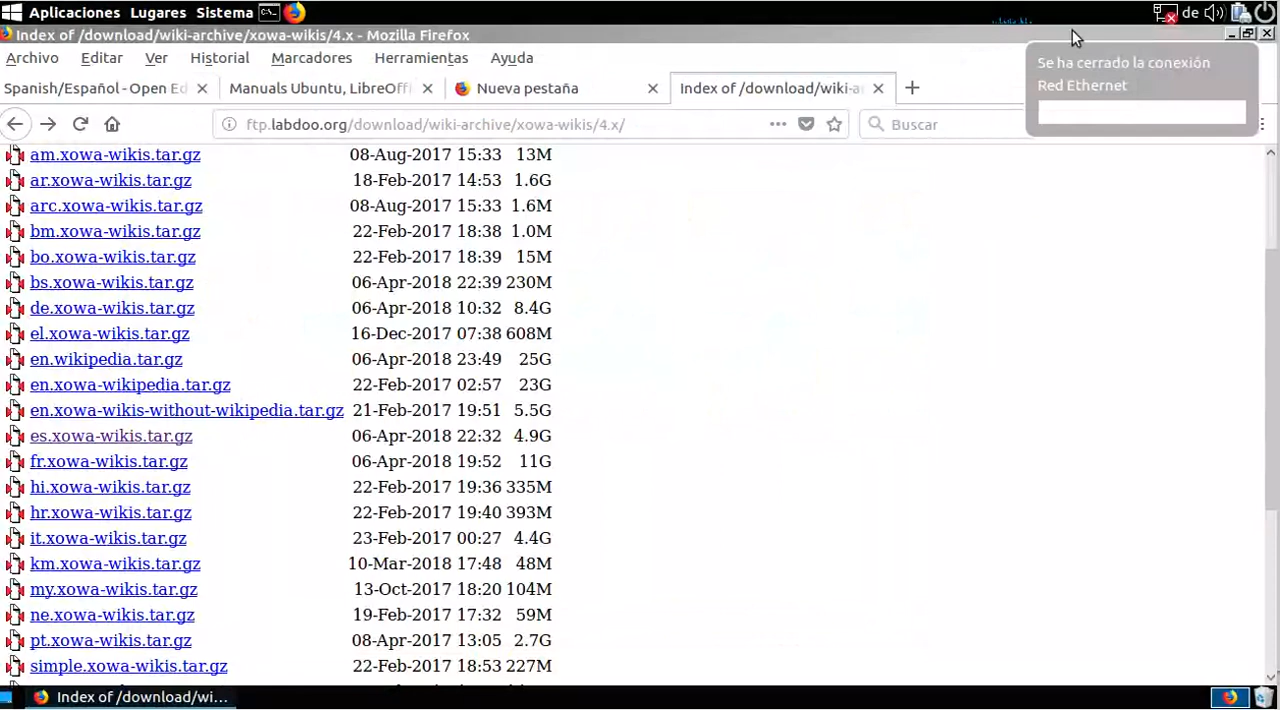 Aplicaciones Lugares Sistema de
Index of /download/wiki-archive/xowa-wikis/4.x - Mozilla Firefox
Se ha cerrado la conexión
Red Ethernet
Archivo Editar Ver Historial Marcadores Herramientas Ayuda
Spanish/Español - Open Ed Manuals Ubuntu, LibreOffi Nueva pestaña Index of /download/wiki-a
ftp.labdoo.org/download/wiki-archive/xowa-wikis/4.x/ Buscar
am.xowa-wikis.tar.gz 08-Aug-2017 15:33 13M
ar.xowa-wikis.tar.gz 18-Feb-2017 14:53 1.6G
arc.xowa-wikis.tar.gz 08-Aug-2017 15:33 1.6M
bm.xowa-wikis.tar.gz 22-Feb-2017 18:38 1.0M
bo.xowa-wikis.tar.gz 22-Feb-2017 18:39 15M
bs.xowa-wikis.tar.gz 06-Apr-2018 22:39 230M
de.xowa-wikis.tar.gz 06-Apr-2018 10:32 8.4G
el.xowa-wikis.tar.gz 16-Dec-2017 07:38 608M
en.wikipedia.tar.gz 06-Apr-2018 23:49 25G
en.xowa-wikipedia.tar.gz 22-Feb-2017 02:57 23G
en.xowa-wikis-without-wikipedia.tar.gz 21-Feb-2017 19:51 5.5G
es.xowa-wikis.tar.gz 06-Apr-2018 22:32 4.9G
fr.xowa-wikis.tar.gz 06-Apr-2018 19:52 11G
hi.xowa-wikis.tar.gz 22-Feb-2017 19:36 335M
hr.xowa-wikis.tar.gz 22-Feb-2017 19:40 393M
it.xowa-wikis.tar.gz 23-Feb-2017 00:27 4.4G
km.xowa-wikis.tar.gz 10-Mar-2018 17:48 48M
my.xowa-wikis.tar.gz 13-Oct-2017 18:20 104M
ne.xowa-wikis.tar.gz 19-Feb-2017 17:32 59M
pt.xowa-wikis.tar.gz 08-Apr-2017 13:05 2.7G
simple.xowa-wikis.tar.gz 22-Feb-2017 18:53 227M
Index of /download/wi...